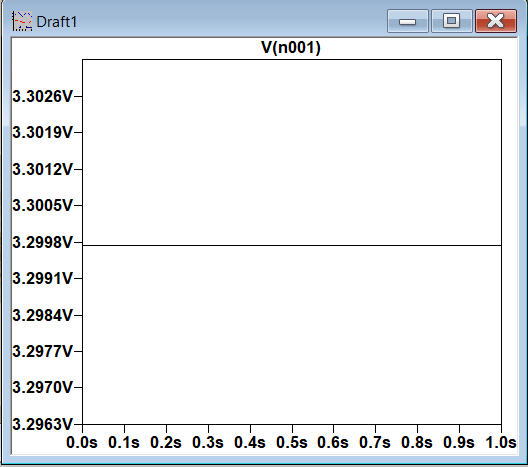 Draft1
V(n001)
3.3026V
3.3019V
3.3012V
3.3005V
3.2998V
3.2991V
3.2984V
3.2977V
3.2970V
3.2963V
0.0s 0.1s 0.2s 0.3s 0.4s 0.5s 0.6s 0.7s 0.8s 0.9s 1.0s